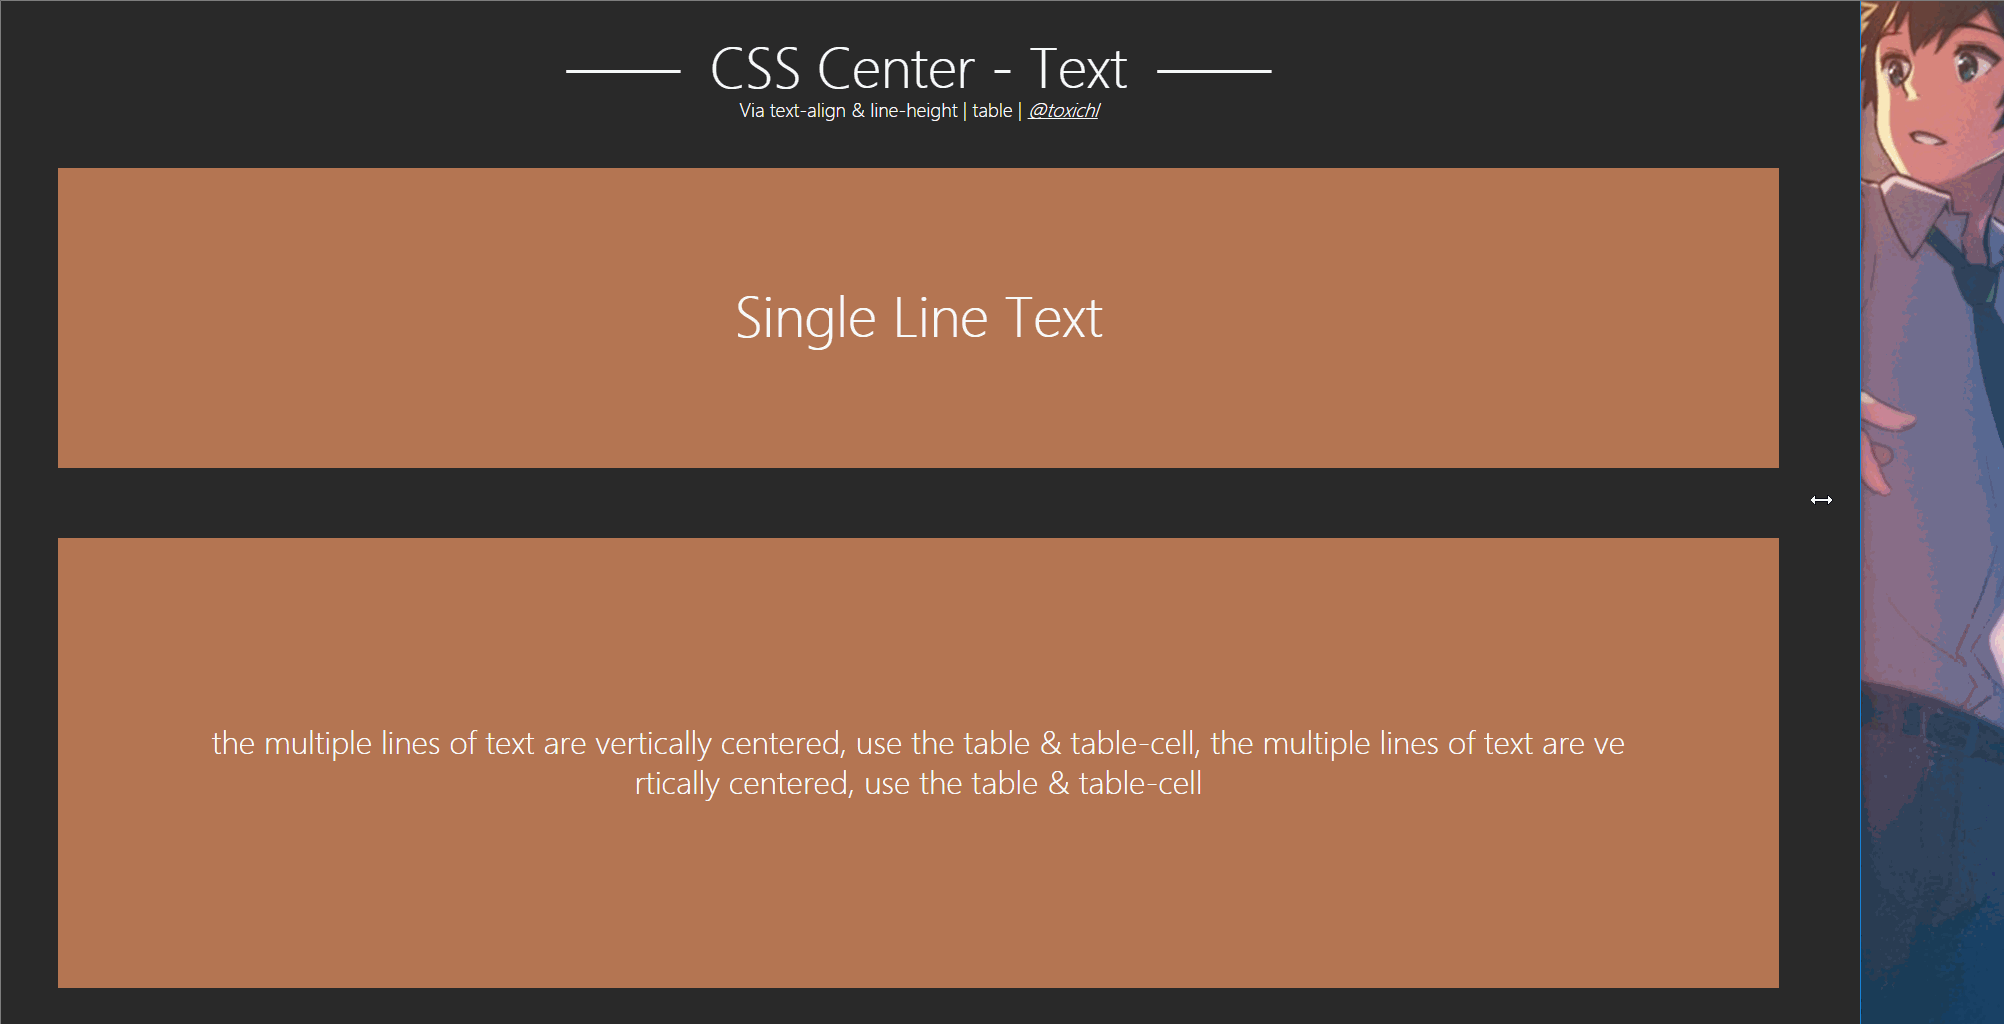 CSS Center - Text
Via text-align & line-height | table | @toxichl
Single Line Text
the multiple lines of text are vertically centered, use the table & table-cell, the multiple lines of text are ve
rtically centered, use the table & table-cell